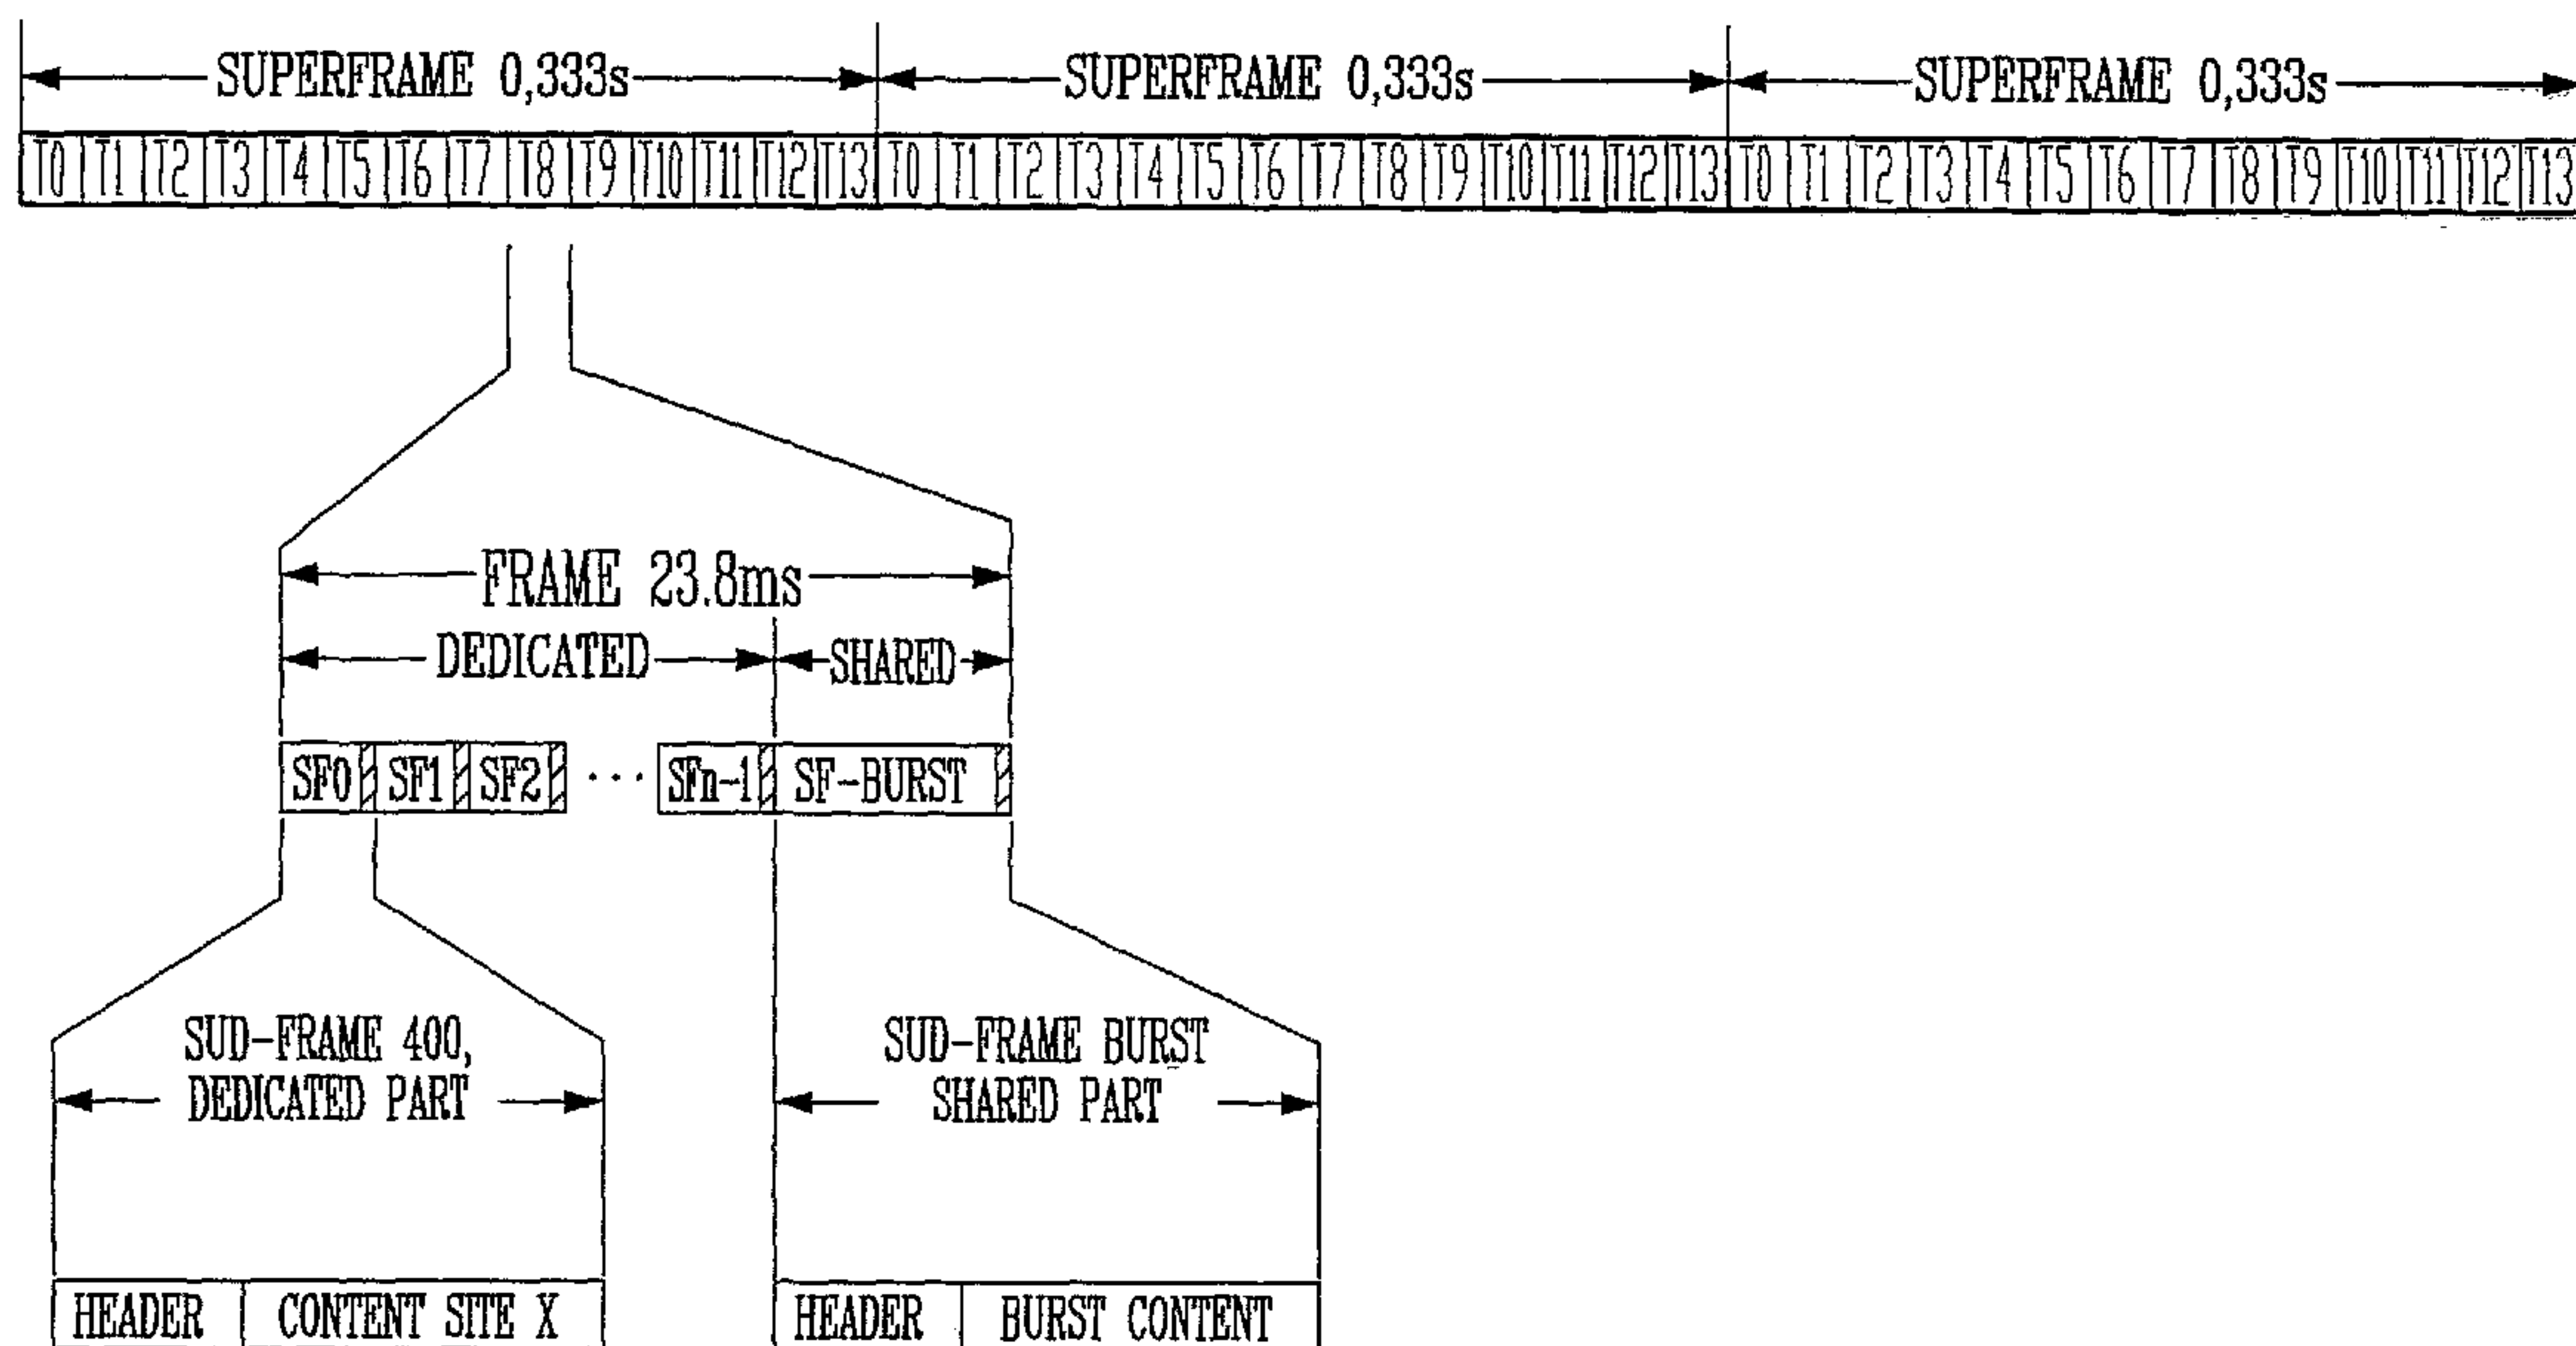 SUPERFRAME 0,333s SUPERFRAME 0,333s SUPERFRAME 0,333s
T0 T1 T2 T3 T4 T5 T6 T7 T8 T9 T10 T11 T12 T13 T0 T1 T2 T3 T4 T5 T6 T7 T8 T9 T10 T11 T12 T13 T0 T1 T2 T3 T4 T5 T6 T7 T8 T9 T10 T11 T12 T13
FRAME 23.8ms
DEDICATED SHARED
SF0 SF1 SF2 ... SFn-1 SF-BURST
SUD-FRAME 400,
DEDICATED PART
SUD-FRAME BURST
SHARED PART
HEADER CONTENT SITE X
HEADER BURST CONTENT